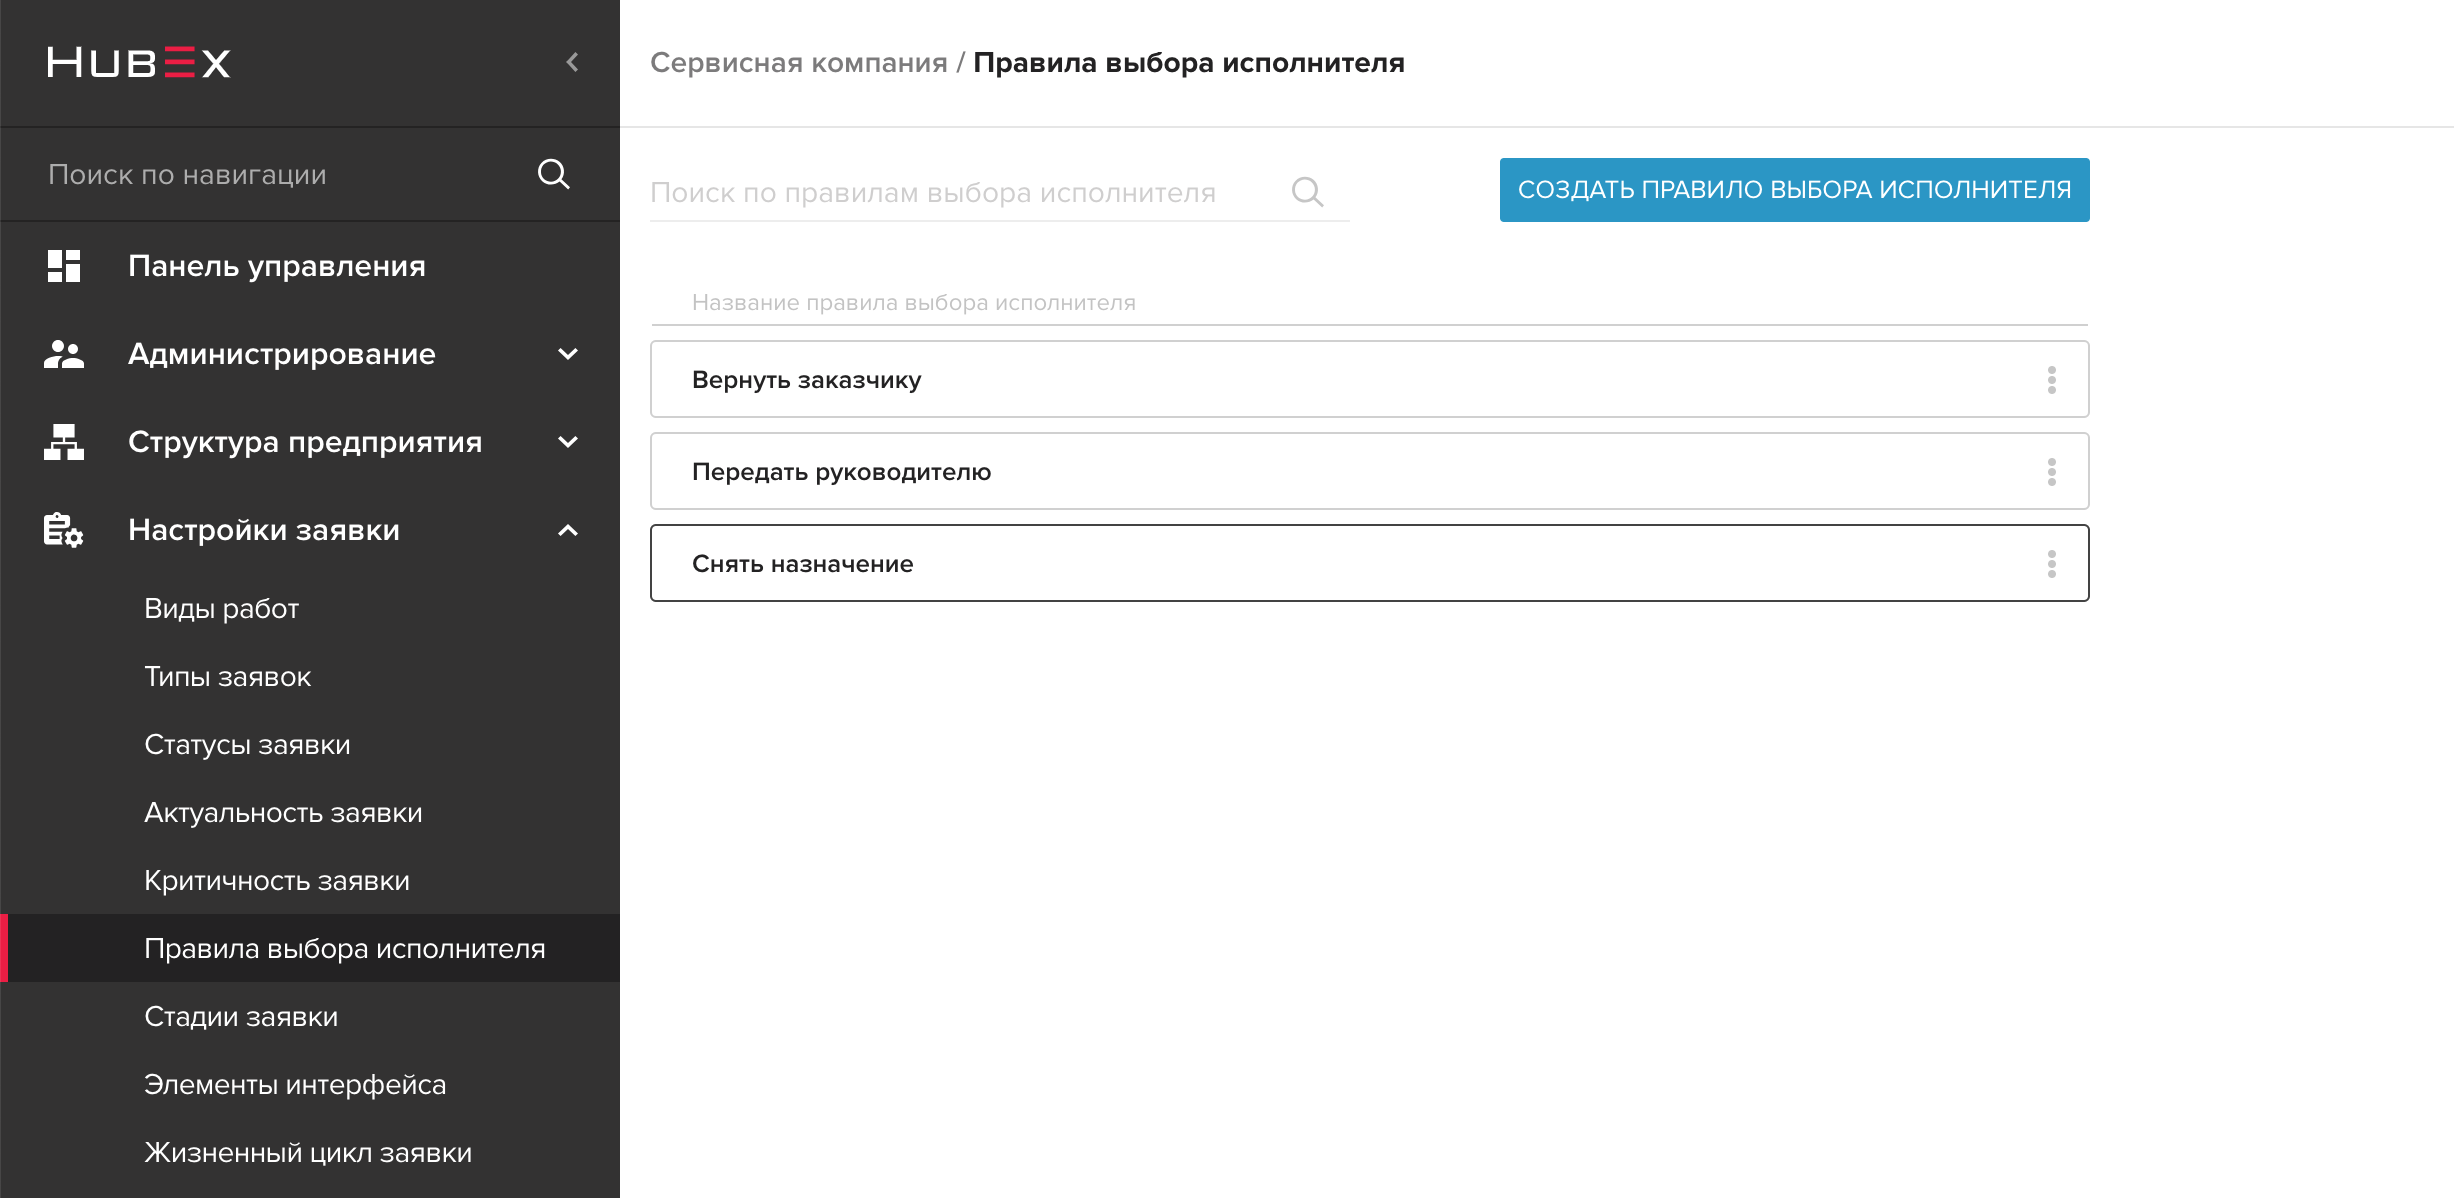 HUBEX
Поиск по навигации
Панель управления
Администрирование
Структура предприятия
Настройки заявки
Виды работ
Типы заявок
Статусы заявки
Актуальность заявки
Критичность заявки
Правила выбора исполнителя
Стадии заявки
Элементы интерфейса
Жизненный цикл заявки
Сервисная компания / Правила выбора исполнителя
Поиск по правилам выбора исполнителя
СОЗДАТЬ ПРАВИЛО ВЫБОРА ИСПОЛНИТЕЛЯ
Название правила выбора исполнителя
Вернуть заказчику
Передать руководителю
Снять назначение